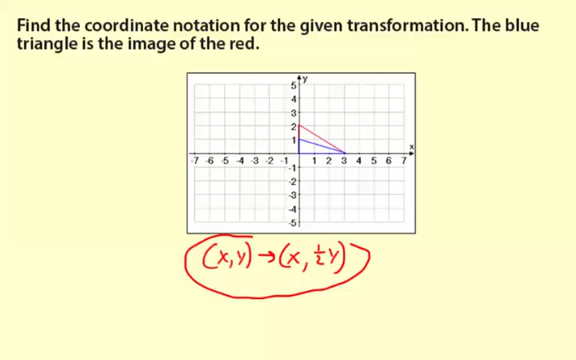 Find the coordinate notation for the given transformation. The blue
triangle is the image of the red.
y
5
4
3
2
1
x
-7 -6 -5 -4 -3 -2 -1 1 2 3 4 5 6 7
-1
-2
-3
-4
-5
(x,y)→(x, ½y)